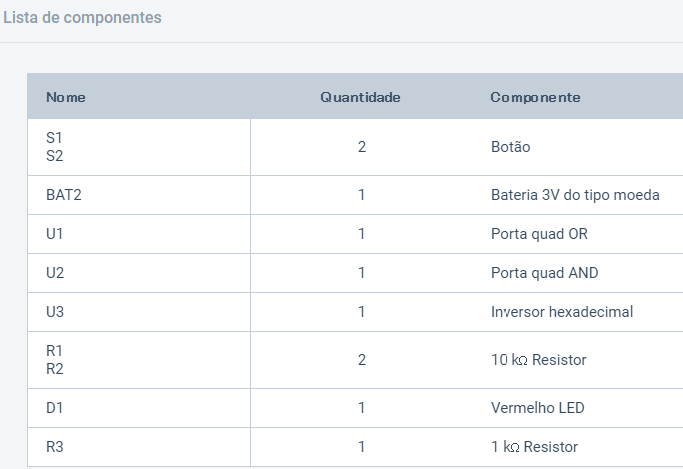 Lista de componentes
Nome Quantidade Componente
S1
S2
2 Botão
BAT2 1 Bateria 3V do tipo moeda
U1 1 Porta quad OR
U2 1 Porta quad AND
U3 1 Inversor hexadecimal
R1
R2
2 10 kΩ Resistor
D1 1 Vermelho LED
R3 1 1 kΩ Resistor